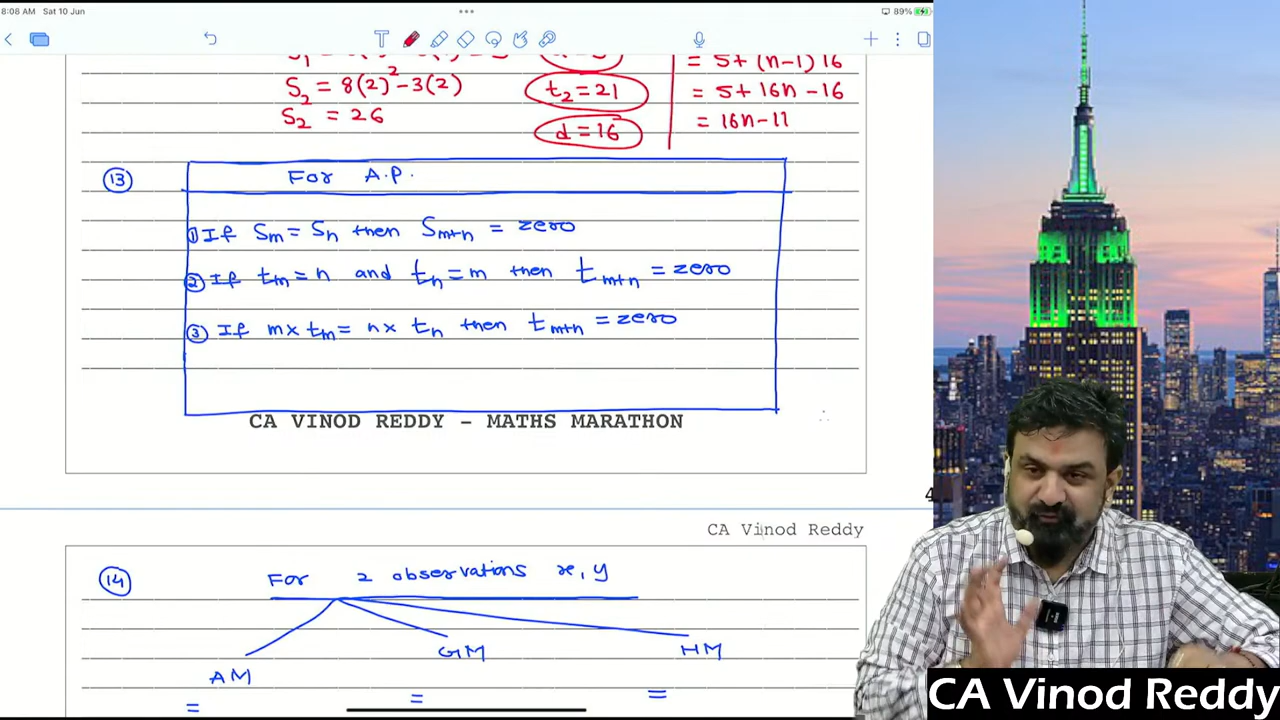 8:08 AM Sat 10 Jun
89%
S₂ = 8(2)² - 3(2)
S₂ = 26
t₂ = 21
d = 16
= 5 + (n-1) 16
= 5 + 16n - 16
= 16n - 11
13
For A.P.
① If Sm = Sn then Sm+n = zero
② If tm = n and tn = m then tm+n = zero
③ If m × tm = n × tn then tm+n = zero
CA VINOD REDDY - MATHS MARATHON
4
CA Vinod Reddy
14
For 2 observations x, y
AM
GM
HM
=
=
=
CA Vinod Reddy